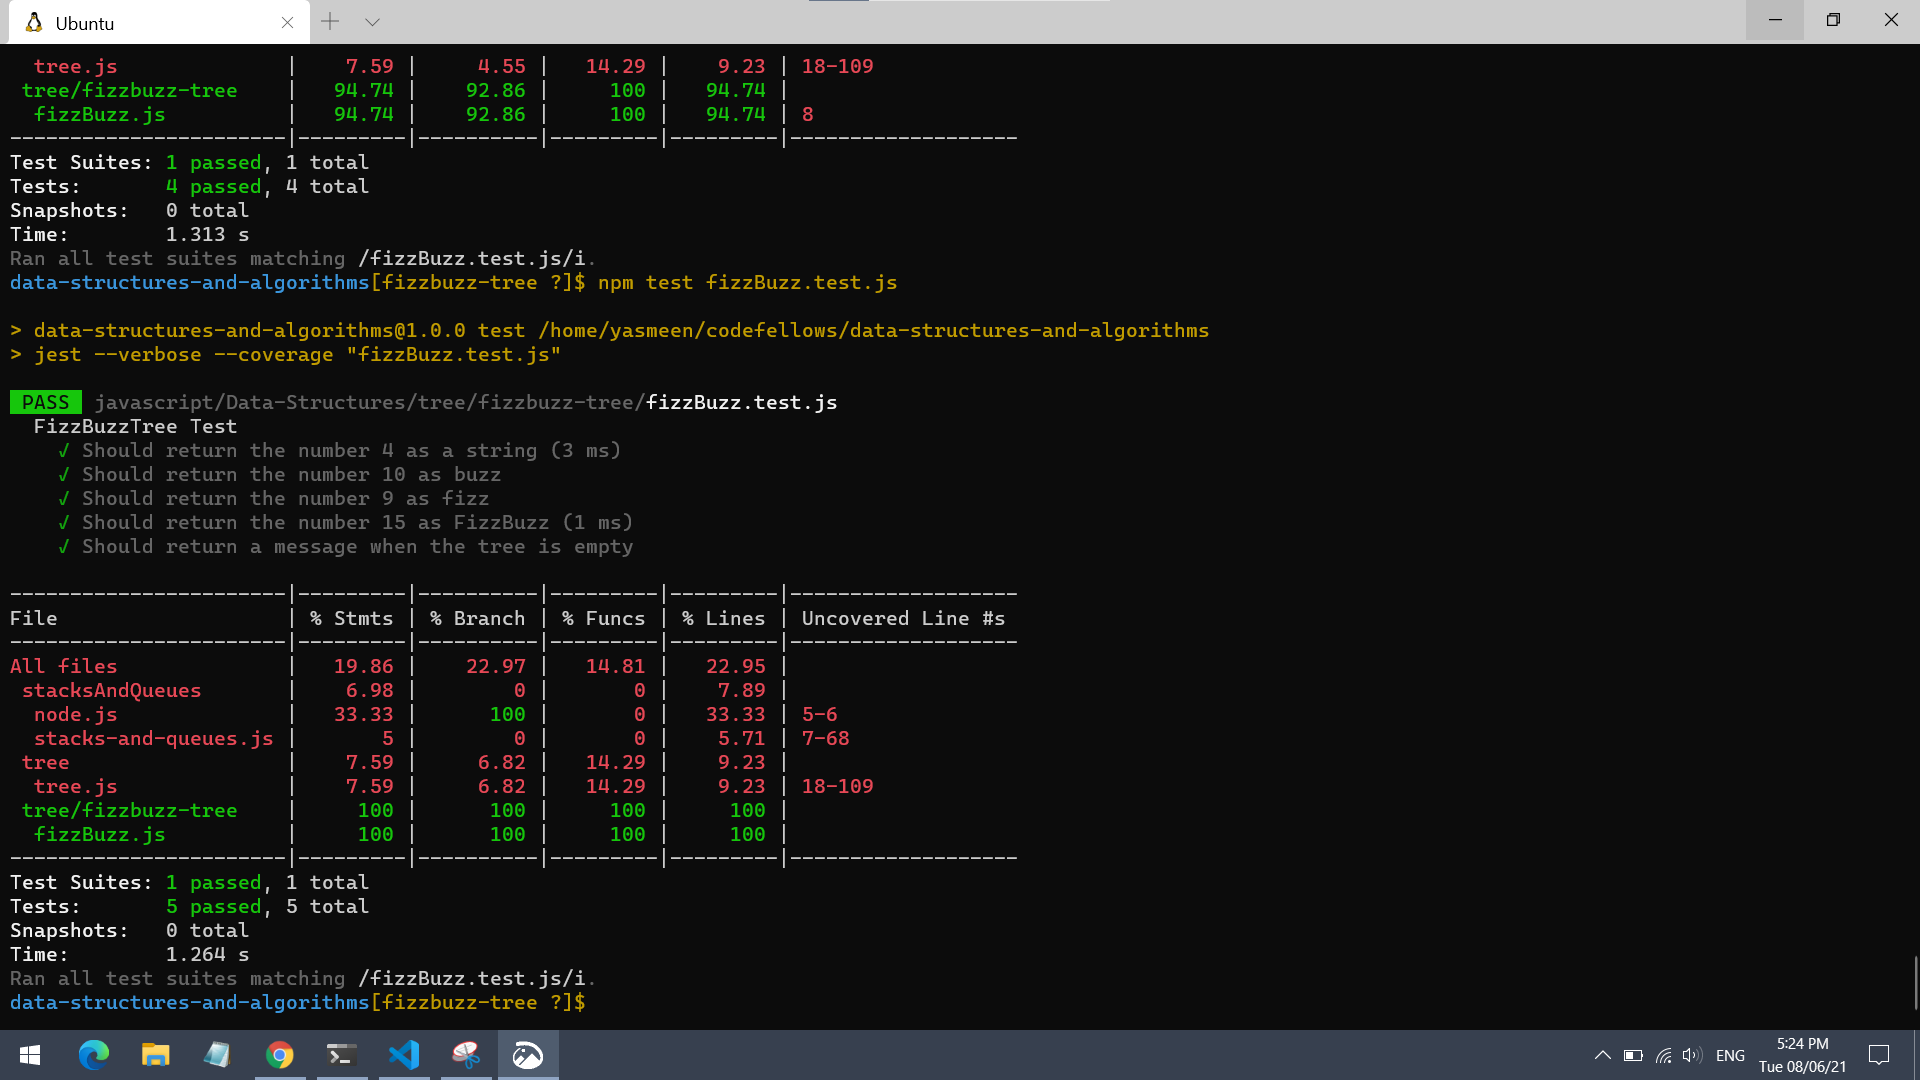 Ubuntu
tree.js | 7.59 | 4.55 | 14.29 | 9.23 | 18-109
tree/fizzbuzz-tree | 94.74 | 92.86 | 100 | 94.74 |
fizzBuzz.js | 94.74 | 92.86 | 100 | 94.74 | 8
-----------------------|---------|----------|---------|---------|-------------------
Test Suites: 1 passed, 1 total
Tests: 4 passed, 4 total
Snapshots: 0 total
Time: 1.313 s
Ran all test suites matching /fizzBuzz.test.js/i.
data-structures-and-algorithms[fizzbuzz-tree ?]$ npm test fizzBuzz.test.js
> data-structures-and-algorithms@1.0.0 test /home/yasmeen/codefellows/data-structures-and-algorithms
> jest --verbose --coverage "fizzBuzz.test.js"
PASS javascript/Data-Structures/tree/fizzbuzz-tree/fizzBuzz.test.js
FizzBuzzTree Test
√ Should return the number 4 as a string (3 ms)
√ Should return the number 10 as buzz
√ Should return the number 9 as fizz
√ Should return the number 15 as FizzBuzz (1 ms)
√ Should return a message when the tree is empty
-----------------------|---------|----------|---------|---------|-------------------
File | % Stmts | % Branch | % Funcs | % Lines | Uncovered Line #s
-----------------------|---------|----------|---------|---------|-------------------
All files | 19.86 | 22.97 | 14.81 | 22.95 |
stacksAndQueues | 6.98 | 0 | 0 | 7.89 |
node.js | 33.33 | 100 | 0 | 33.33 | 5-6
stacks-and-queues.js | 5 | 0 | 0 | 5.71 | 7-68
tree | 7.59 | 6.82 | 14.29 | 9.23 |
tree.js | 7.59 | 6.82 | 14.29 | 9.23 | 18-109
tree/fizzbuzz-tree | 100 | 100 | 100 | 100 |
fizzBuzz.js | 100 | 100 | 100 | 100 |
-----------------------|---------|----------|---------|---------|-------------------
Test Suites: 1 passed, 1 total
Tests: 5 passed, 5 total
Snapshots: 0 total
Time: 1.264 s
Ran all test suites matching /fizzBuzz.test.js/i.
data-structures-and-algorithms[fizzbuzz-tree ?]$
ENG
5:24 PM
Tue 08/06/21